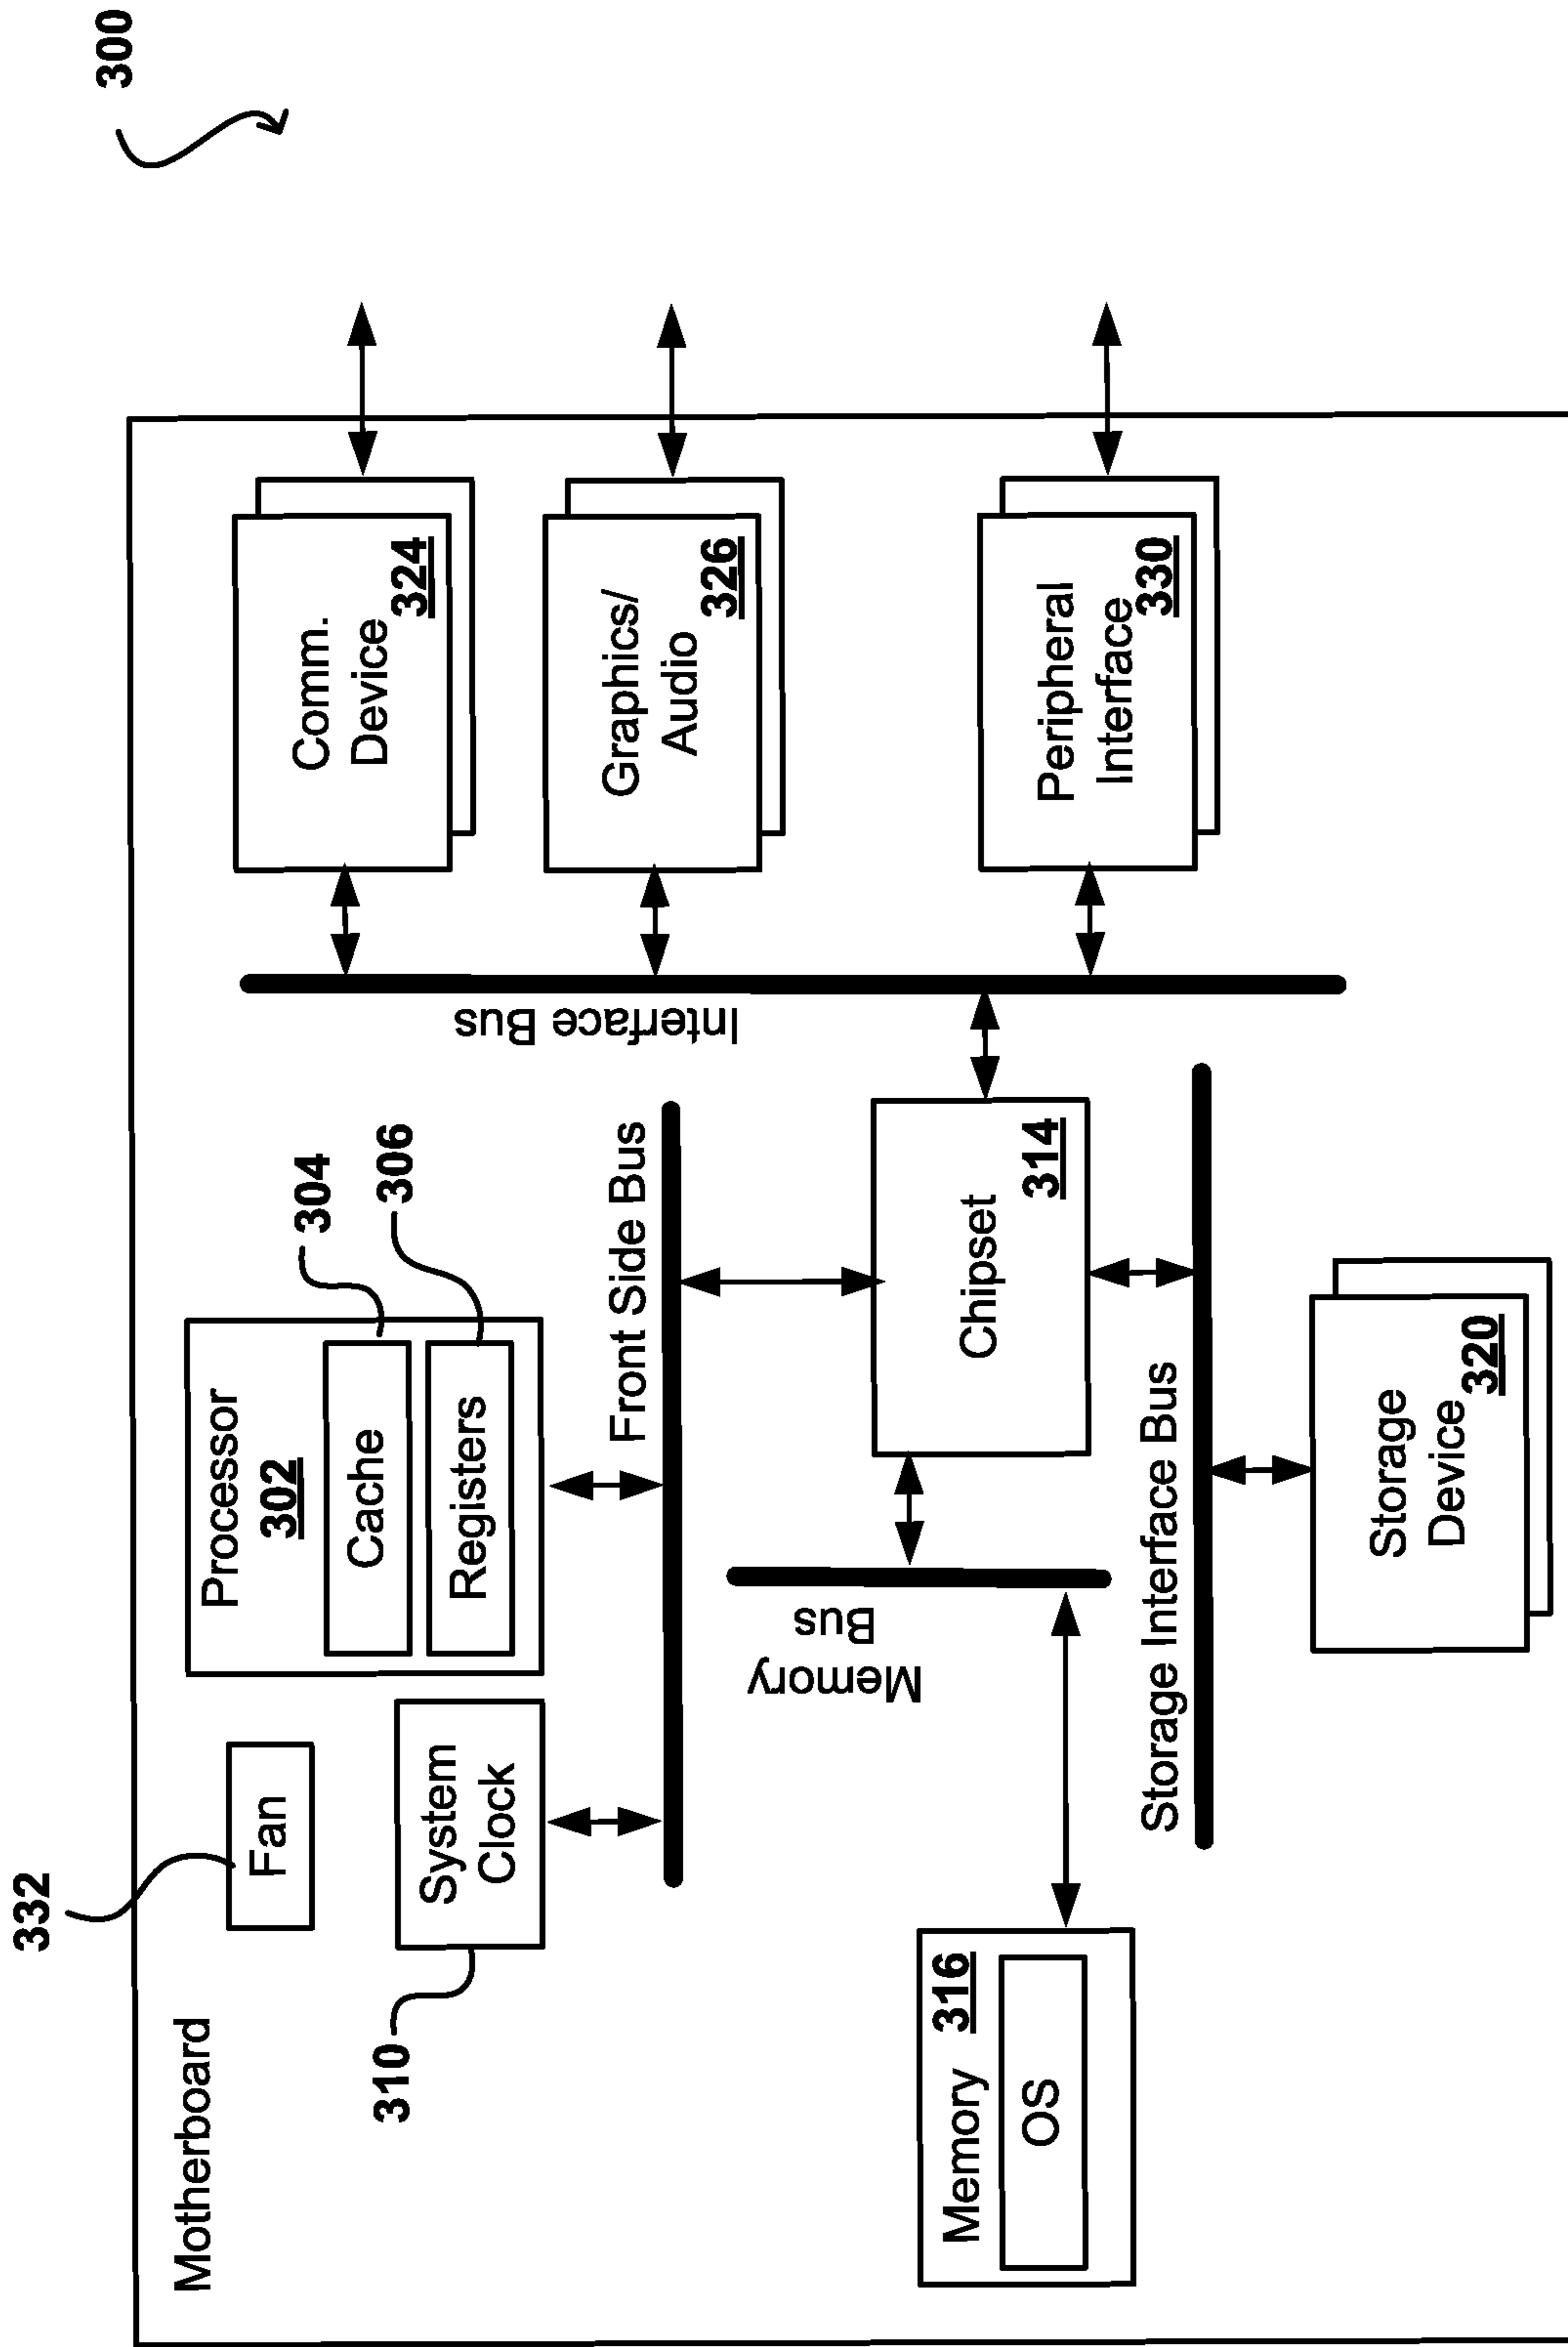 300
332
Motherboard
Fan
Processor
302
Cache
Registers
304
306
310
System
Clock
Front Side Bus
Memory
Bus
Memory 316
OS
Chipset
314
Interface Bus
Comm.
Device
324
Graphics/
Audio
326
Peripheral
Interface
330
Storage Interface Bus
Storage
Device
320